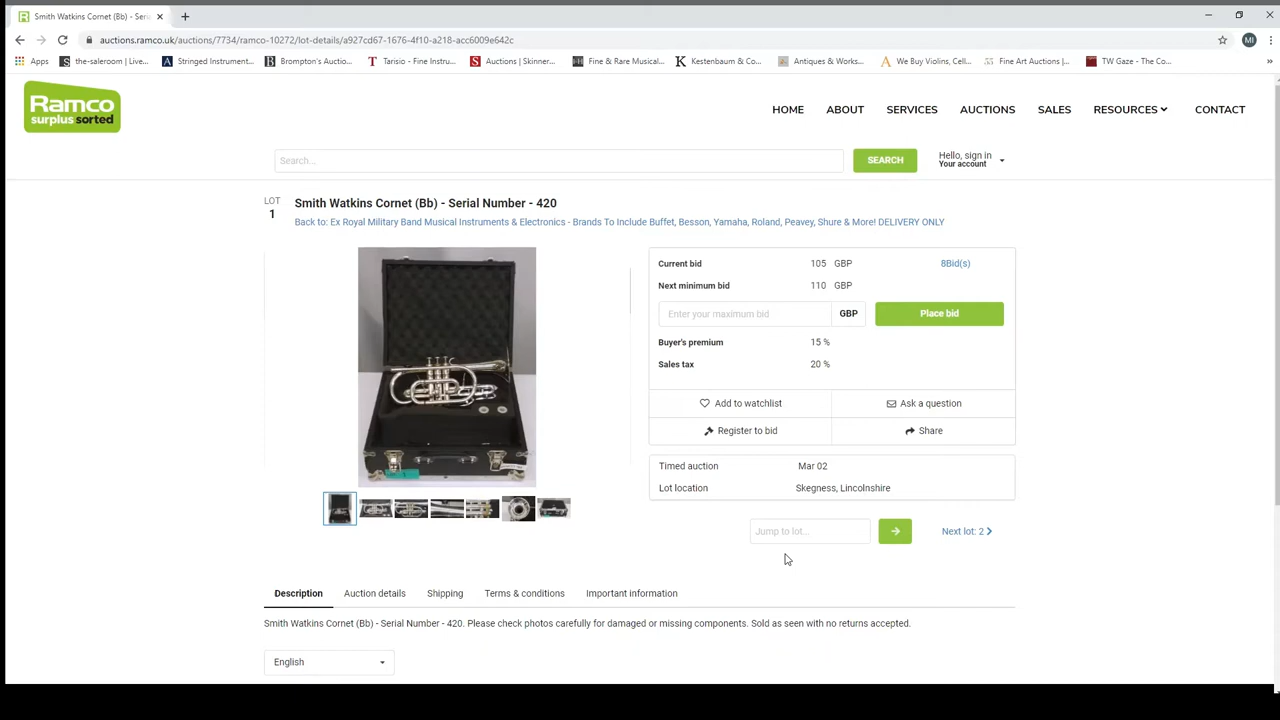 Smith Watkins Cornet (Bb) - Seri
auctions.ramco.uk/auctions/7734/ramco-10272/lot-details/a927cd67-1676-4f10-a218-acc6009e642c
MI
Apps
the-saleroom | Live...
Stringed Instrument...
Brompton's Auctio...
Tarisio - Fine Instru...
Auctions | Skinner...
Fine & Rare Musical...
Kestenbaum & Co...
Antiques & Works...
We Buy Violins, Cell...
Fine Art Auctions |...
TW Gaze - The Co...
Ramco
surplus sorted
HOME
ABOUT
SERVICES
AUCTIONS
SALES
RESOURCES
CONTACT
Search...
SEARCH
Hello, sign in
Your account
LOT
1
Smith Watkins Cornet (Bb) - Serial Number - 420
Back to: Ex Royal Military Band Musical Instruments & Electronics - Brands To Include Buffet, Besson, Yamaha, Roland, Peavey, Shure & More! DELIVERY ONLY
Current bid 105 GBP 8Bid(s)
Next minimum bid 110 GBP
Enter your maximum bid GBP Place bid
Buyer's premium 15 %
Sales tax 20 %
Add to watchlist Ask a question
Register to bid Share
Timed auction Mar 02
Lot location Skegness, Lincolnshire
Jump to lot... Next lot: 2
Description Auction details Shipping Terms & conditions Important information
Smith Watkins Cornet (Bb) - Serial Number - 420. Please check photos carefully for damaged or missing components. Sold as seen with no returns accepted.
English